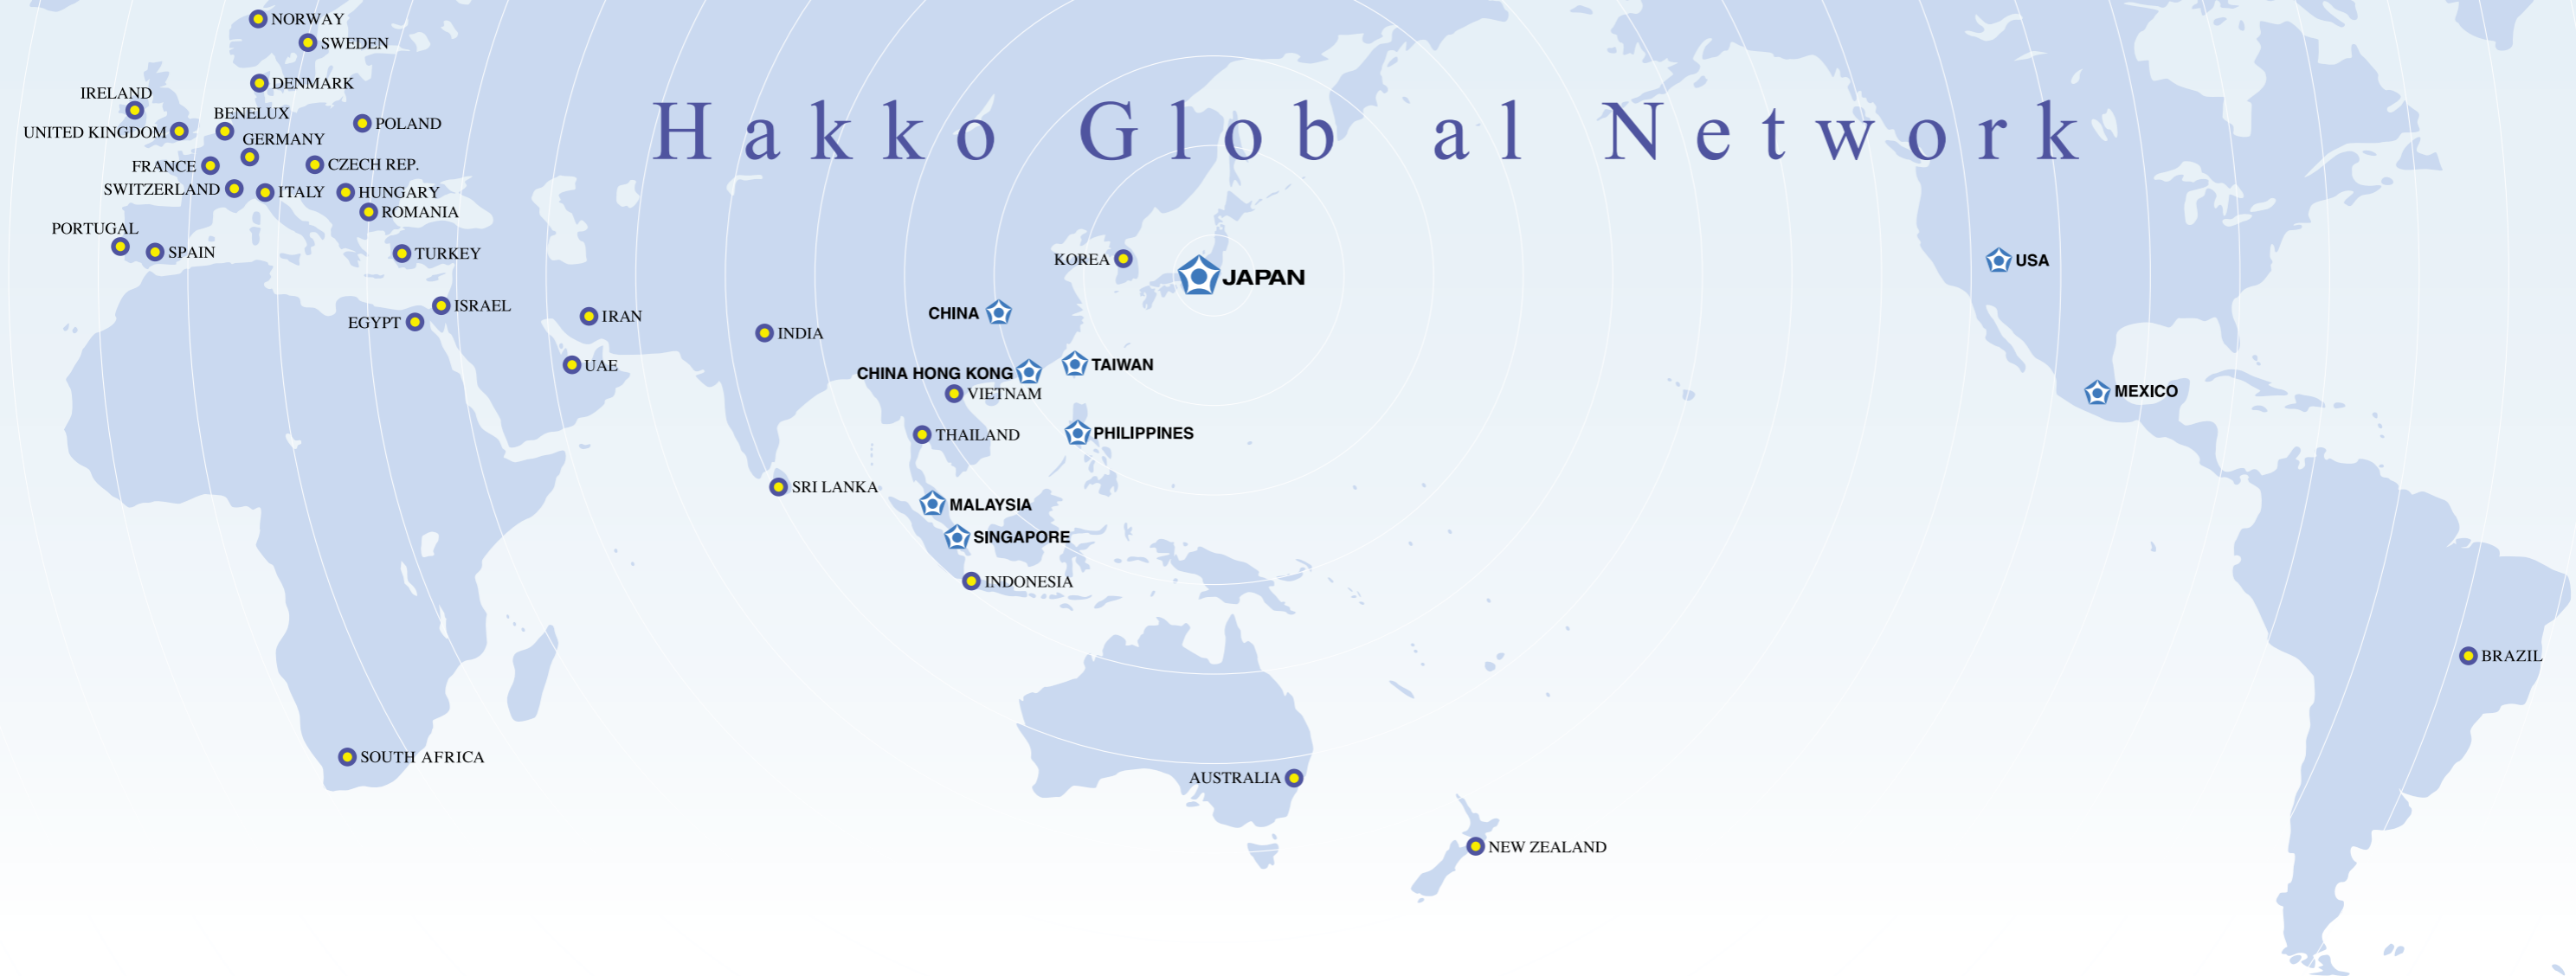 Hakko Global Network
NORWAY
SWEDEN
DENMARK
IRELAND
BENELUX
POLAND
UNITED KINGDOM
GERMANY
FRANCE
CZECH REP.
SWITZERLAND
ITALY
HUNGARY
ROMANIA
PORTUGAL
SPAIN
TURKEY
ISRAEL
EGYPT
IRAN
UAE
INDIA
SRI LANKA
SOUTH AFRICA
KOREA
JAPAN
CHINA
TAIWAN
CHINA HONG KONG
VIETNAM
THAILAND
PHILIPPINES
MALAYSIA
SINGAPORE
INDONESIA
AUSTRALIA
NEW ZEALAND
USA
MEXICO
BRAZIL